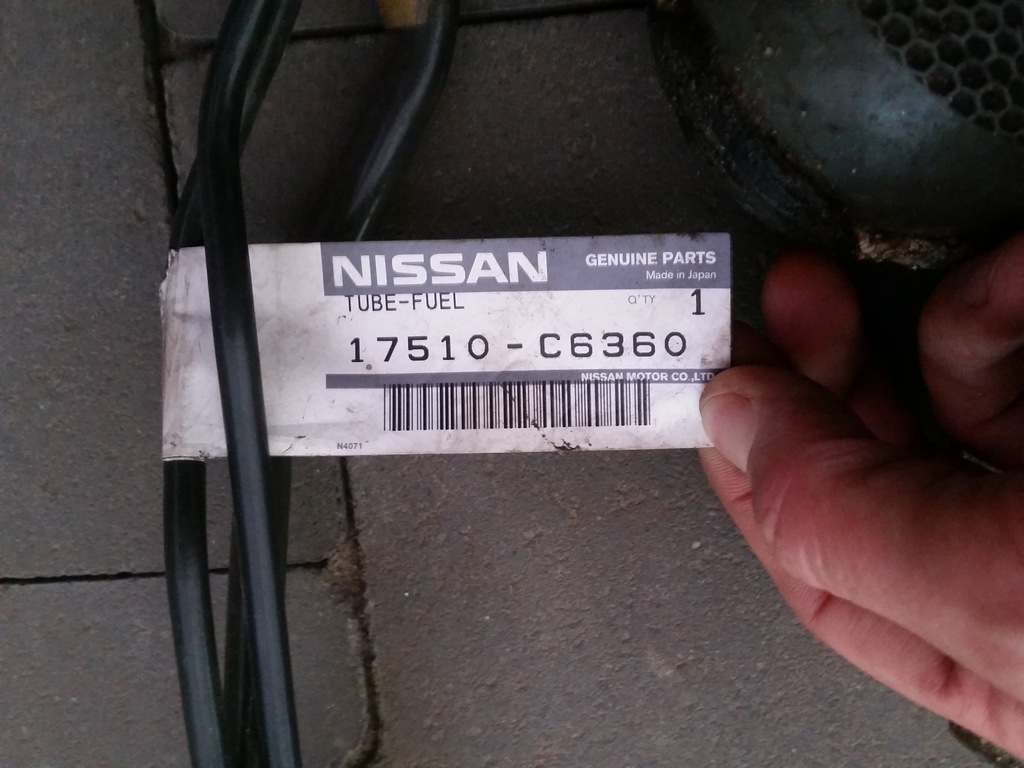 NISSAN GENUINE PARTS
Made in Japan
TUBE-FUEL Q'TY 1
17510-C6360
NISSAN MOTOR CO.,LTD.
N4071